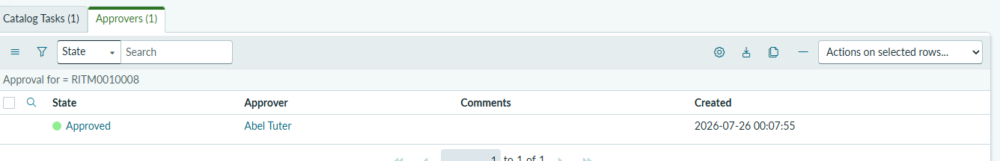 Catalog Tasks (1) Approvers (1)
State Search Actions on selected rows...
Approval for = RITM0010008
State Approver Comments Created
Approved Abel Tuter 2026-07-26 00:07:55
1 to 1 of 1